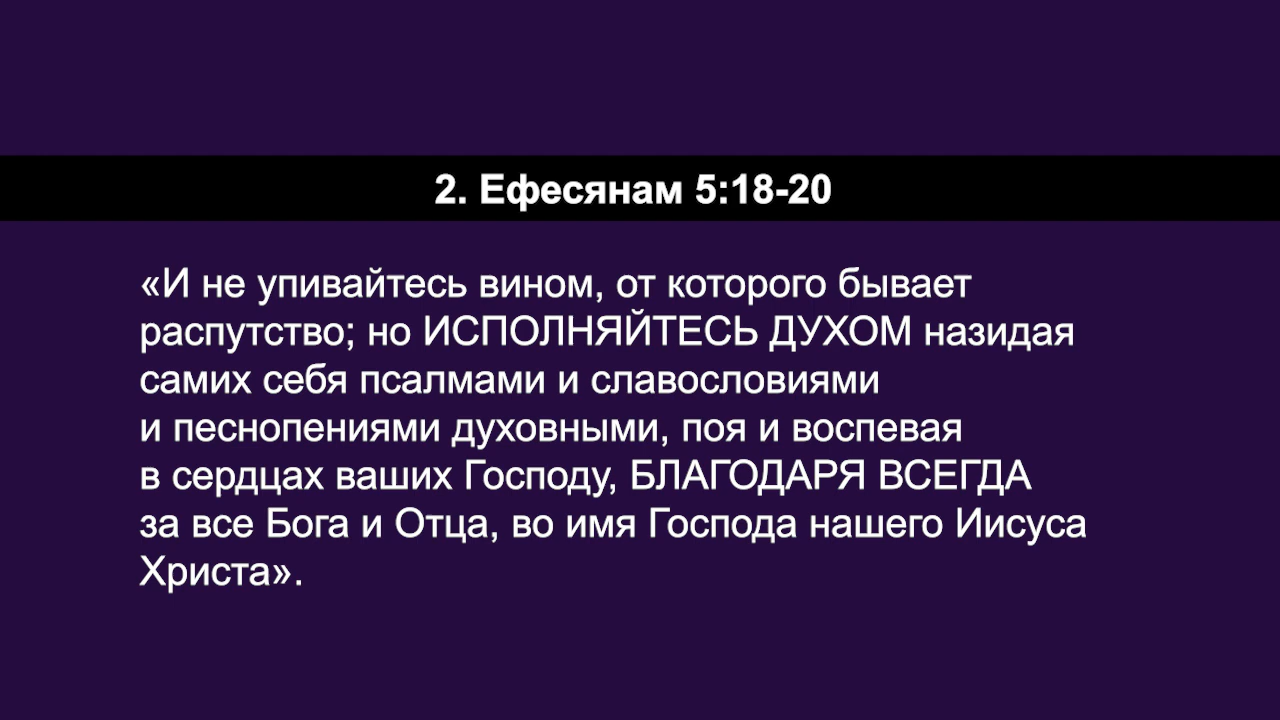 2. Ефесянам 5:18-20
«И не упивайтесь вином, от которого бывает
распутство; но ИСПОЛНЯЙТЕСЬ ДУХОМ назидая
самих себя псалмами и славословиями
и песнопениями духовными, поя и воспевая
в сердцах ваших Господу, БЛАГОДАРЯ ВСЕГДА
за все Бога и Отца, во имя Господа нашего Иисуса
Христа».